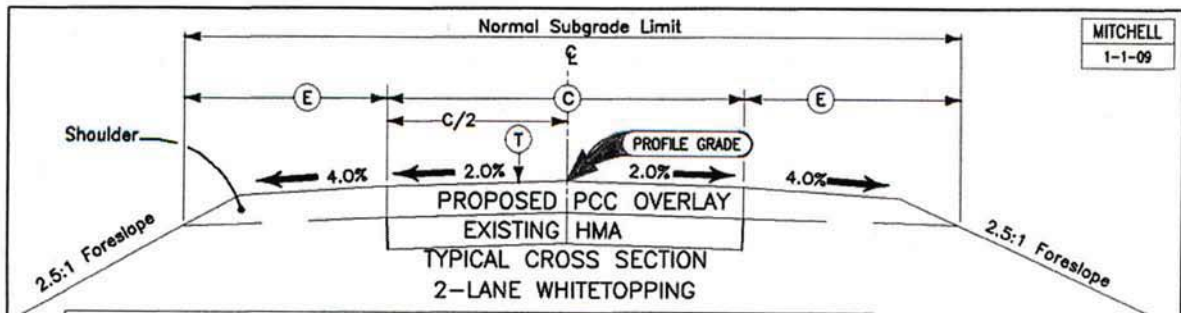 Normal Subgrade Limit
MITCHELL
1-1-09
℄
E
C
E
C/2
T
Shoulder
PROFILE GRADE
4.0%
2.0%
2.0%
4.0%
PROPOSED PCC OVERLAY
EXISTING HMA
2.5:1 Foreslope
2.5:1 Foreslope
TYPICAL CROSS SECTION
2-LANE WHITETOPPING